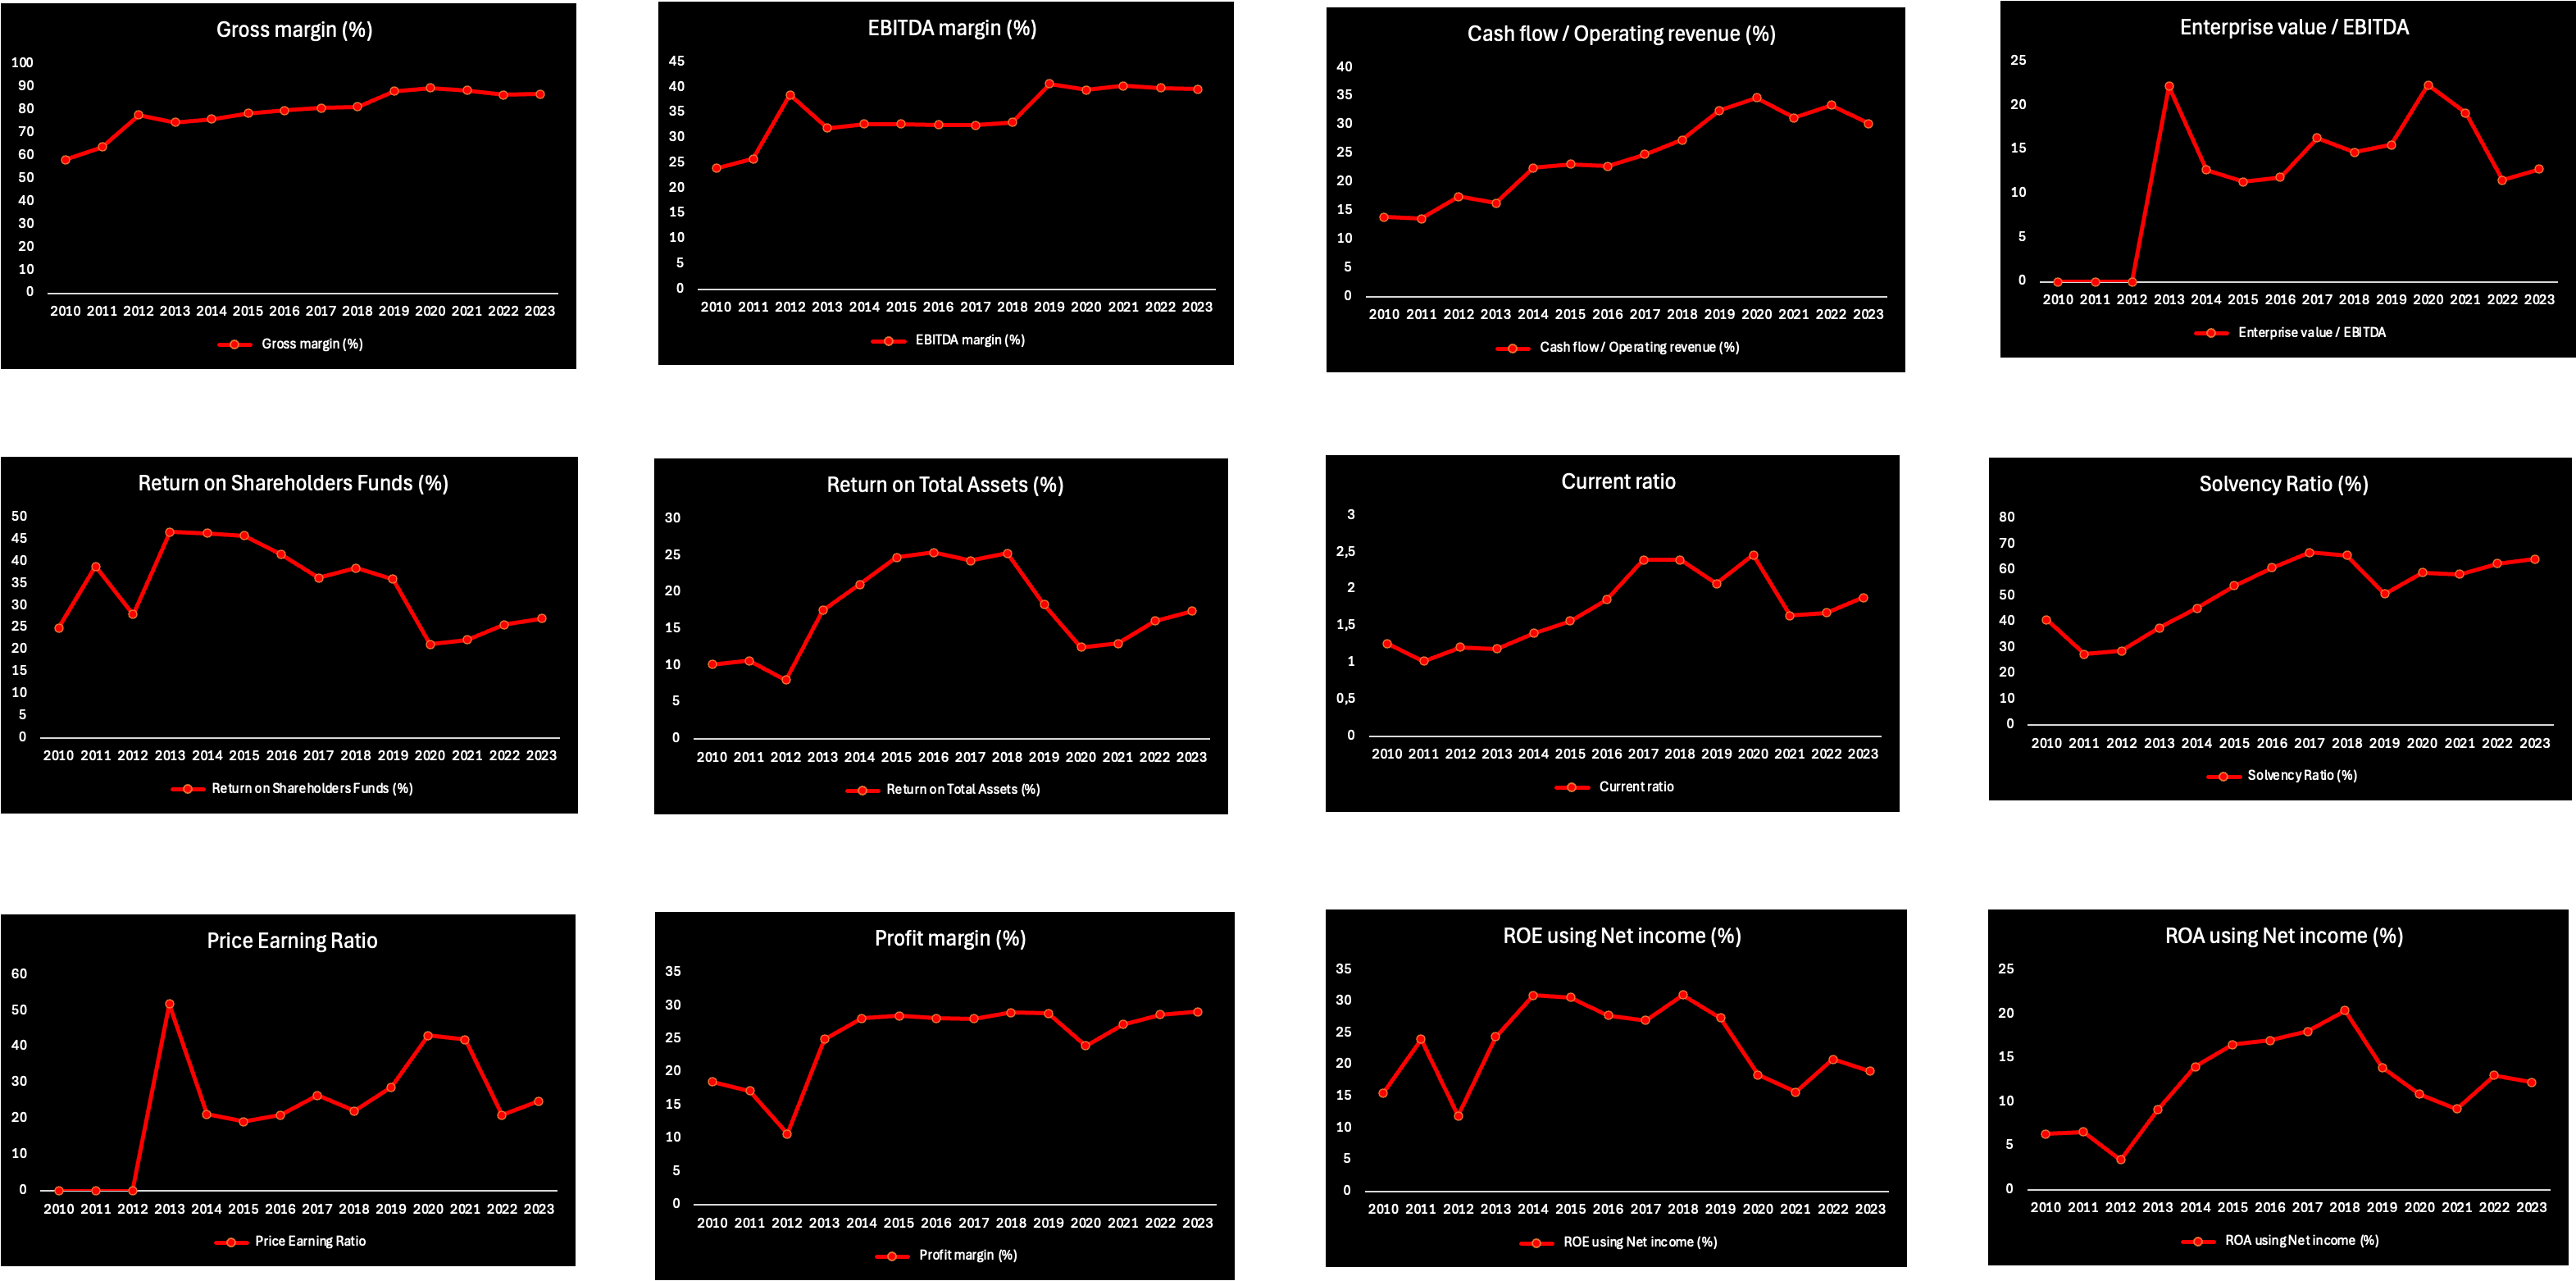 Gross margin (%)
100
90
80
70
60
50
40
30
20
10
0
2010 2011 2012 2013 2014 2015 2016 2017 2018 2019 2020 2021 2022 2023
Gross margin (%)
EBITDA margin (%)
45
40
35
30
25
20
15
10
5
0
2010 2011 2012 2013 2014 2015 2016 2017 2018 2019 2020 2021 2022 2023
EBITDA margin (%)
Cash flow / Operating revenue (%)
40
35
30
25
20
15
10
5
0
2010 2011 2012 2013 2014 2015 2016 2017 2018 2019 2020 2021 2022 2023
Cash flow / Operating revenue (%)
Enterprise value / EBITDA
25
20
15
10
5
0
2010 2011 2012 2013 2014 2015 2016 2017 2018 2019 2020 2021 2022 2023
Enterprise value / EBITDA
Return on Shareholders Funds (%)
50
45
40
35
30
25
20
15
10
5
0
2010 2011 2012 2013 2014 2015 2016 2017 2018 2019 2020 2021 2022 2023
Return on Shareholders Funds (%)
Return on Total Assets (%)
30
25
20
15
10
5
0
2010 2011 2012 2013 2014 2015 2016 2017 2018 2019 2020 2021 2022 2023
Return on Total Assets (%)
Current ratio
3
2,5
2
1,5
1
0,5
0
2010 2011 2012 2013 2014 2015 2016 2017 2018 2019 2020 2021 2022 2023
Current ratio
Solvency Ratio (%)
80
70
60
50
40
30
20
10
0
2010 2011 2012 2013 2014 2015 2016 2017 2018 2019 2020 2021 2022 2023
Solvency Ratio (%)
Price Earning Ratio
60
50
40
30
20
10
0
2010 2011 2012 2013 2014 2015 2016 2017 2018 2019 2020 2021 2022 2023
Price Earning Ratio
Profit margin (%)
35
30
25
20
15
10
5
0
2010 2011 2012 2013 2014 2015 2016 2017 2018 2019 2020 2021 2022 2023
Profit margin (%)
ROE using Net income (%)
35
30
25
20
15
10
5
0
2010 2011 2012 2013 2014 2015 2016 2017 2018 2019 2020 2021 2022 2023
ROE using Net income (%)
ROA using Net income (%)
25
20
15
10
5
0
2010 2011 2012 2013 2014 2015 2016 2017 2018 2019 2020 2021 2022 2023
ROA using Net income (%)